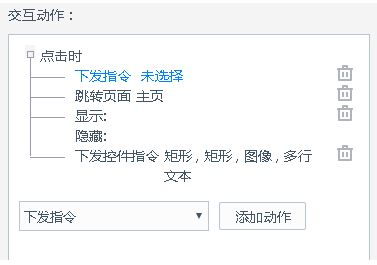 交互动作：
点击时
下发指令 未选择
跳转页面 主页
显示:
隐藏:
下发控件指令 矩形 , 矩形 , 图像 , 多行
文本
下发指令
添加动作